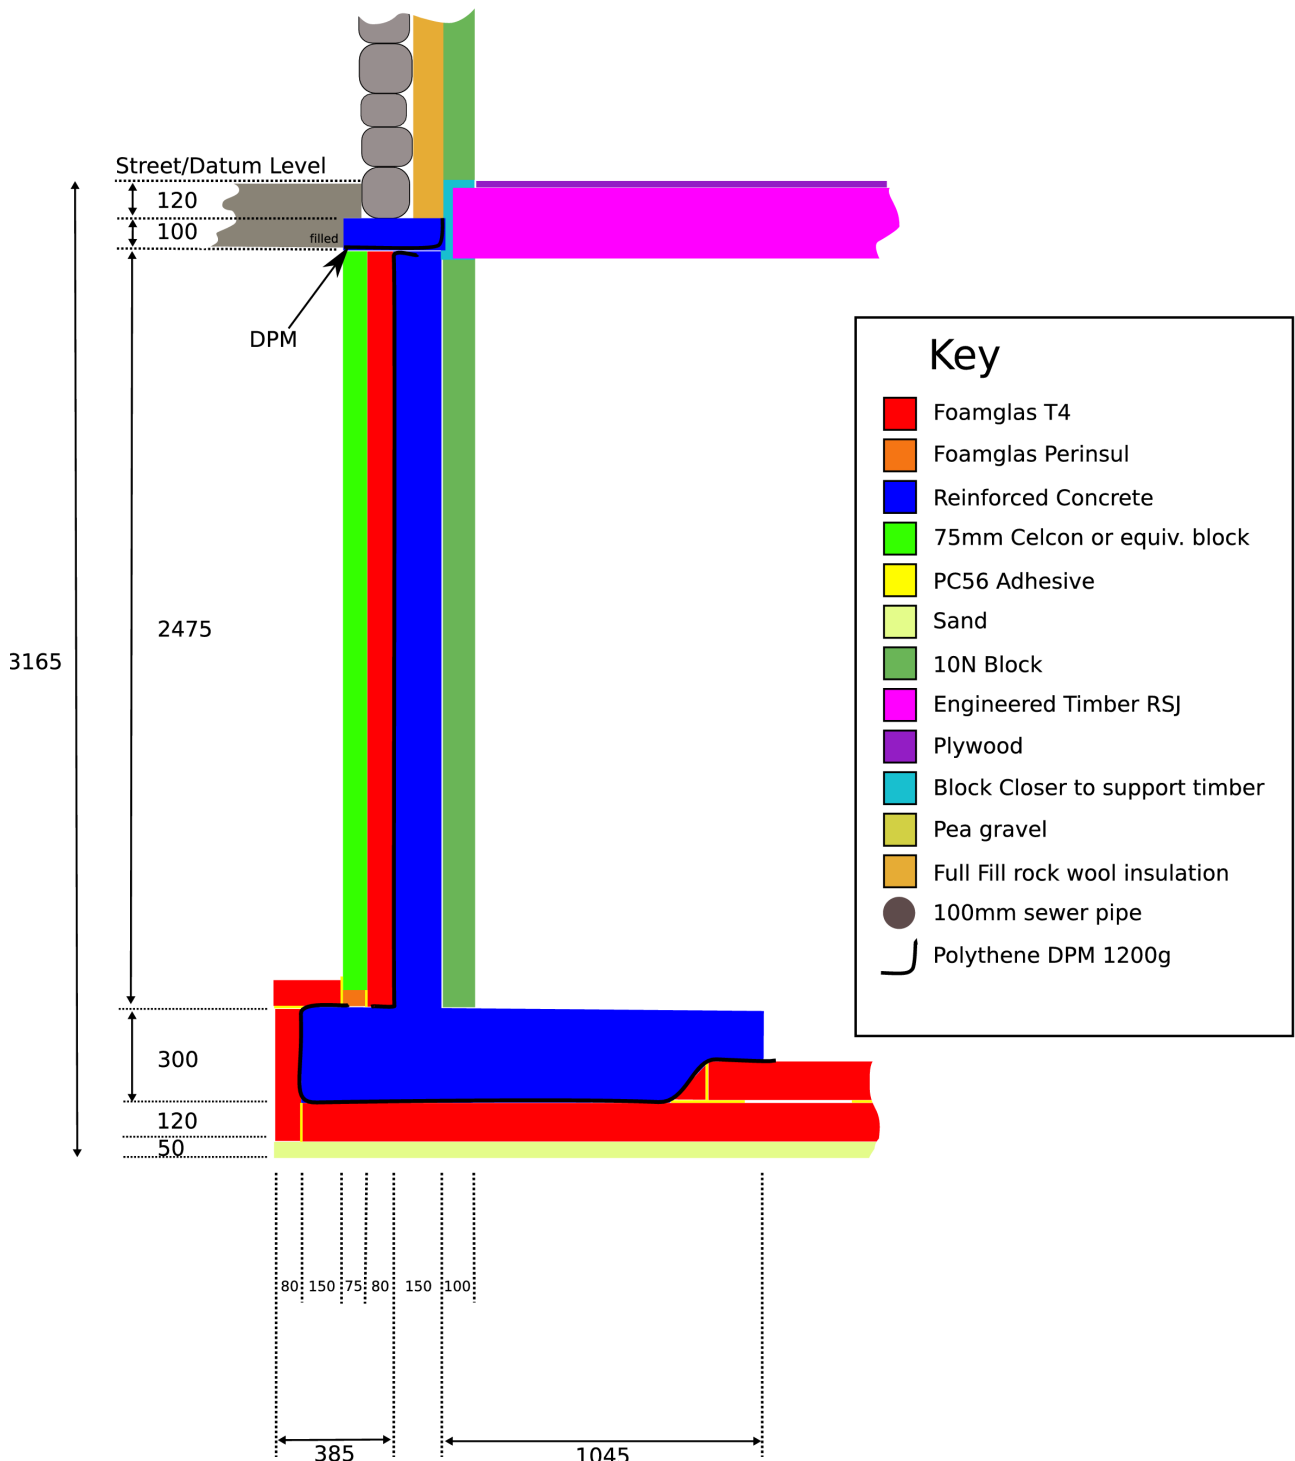 Street/Datum Level
120
100
filled
DPM
2475
3165
300
120
50
80 150 75 80 150 100
385
1045
Key
Foamglas T4
Foamglas Perinsul
Reinforced Concrete
75mm Celcon or equiv. block
PC56 Adhesive
Sand
10N Block
Engineered Timber RSJ
Plywood
Block Closer to support timber
Pea gravel
Full Fill rock wool insulation
100mm sewer pipe
Polythene DPM 1200g